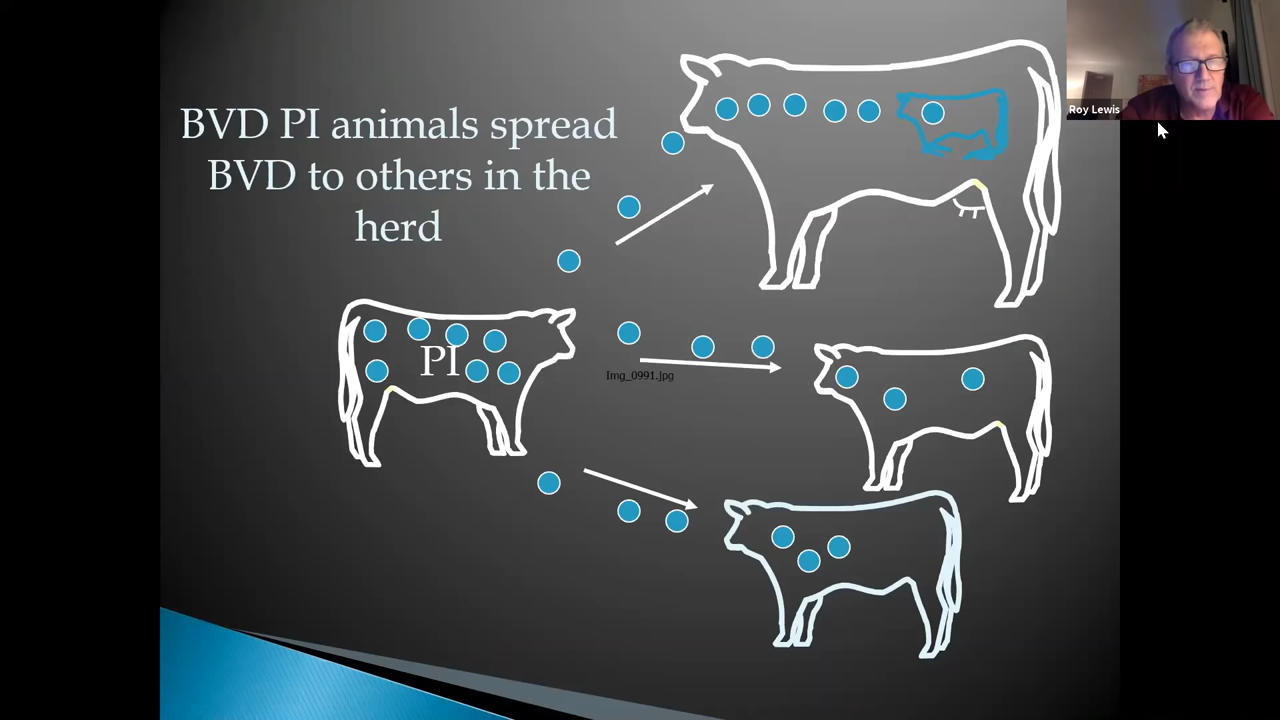 BVD PI animals spread
BVD to others in the
herd
Roy Lewis
PI
Img_0991.jpg